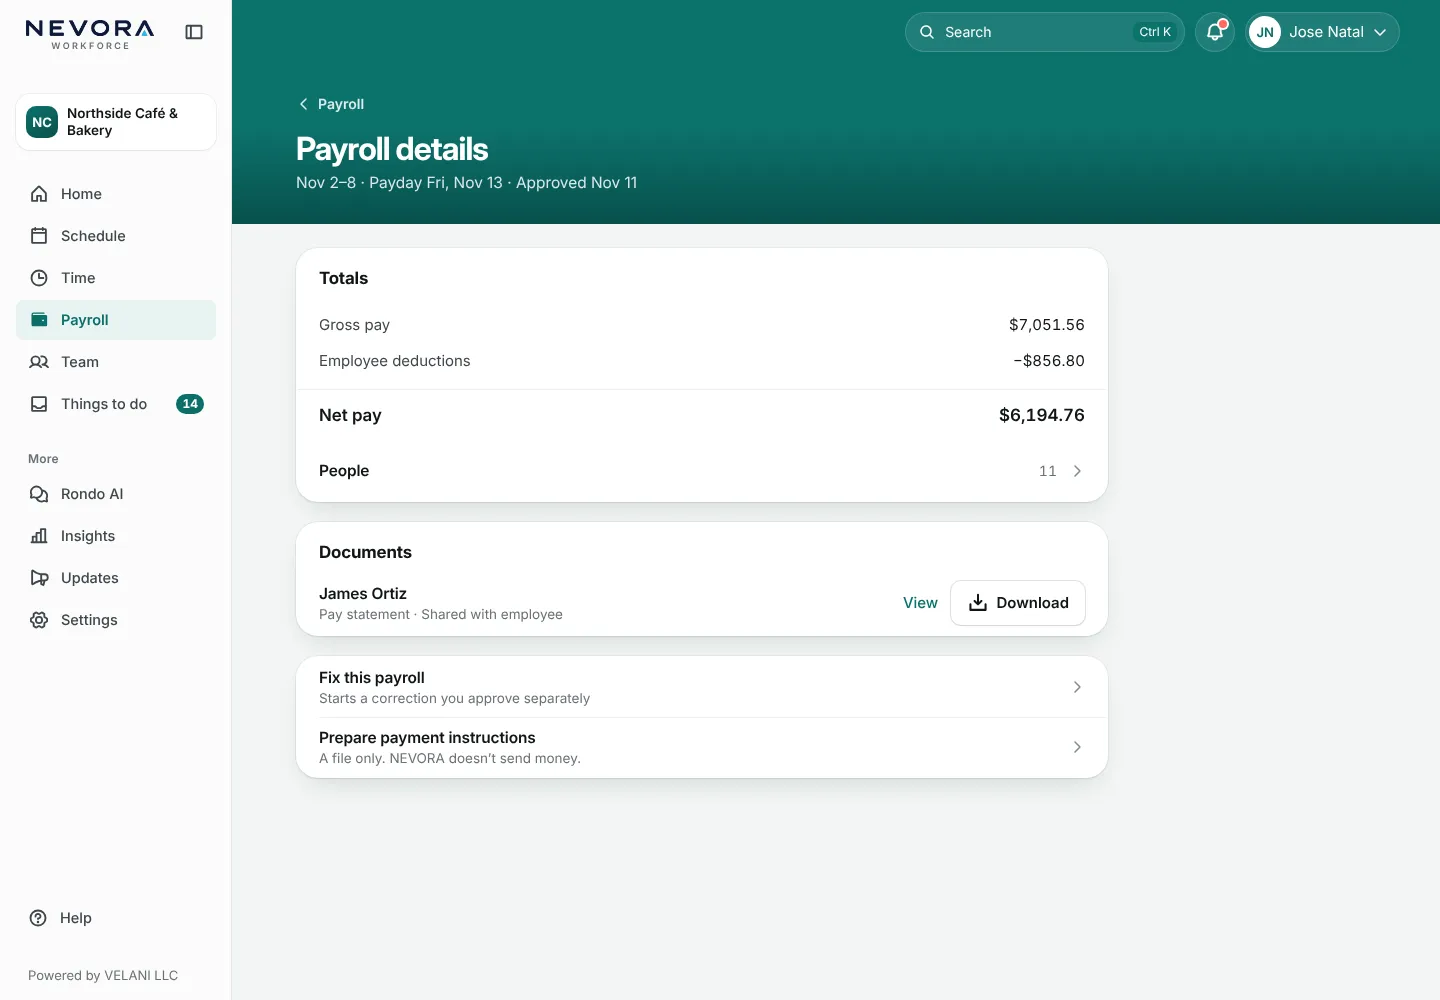 NEVORA
WORKFORCE
Search
Ctrl K
JN
Jose Natal
NC
Northside Café &
Bakery
Home
Schedule
Time
Payroll
Team
Things to do
14
More
Rondo AI
Insights
Updates
Settings
Help
Powered by VELANI LLC
Payroll
Payroll details
Nov 2–8 · Payday Fri, Nov 13 · Approved Nov 11
Totals
Gross pay
$7,051.56
Employee deductions
−$856.80
Net pay
$6,194.76
People
11
Documents
James Ortiz
Pay statement · Shared with employee
View
Download
Fix this payroll
Starts a correction you approve separately
Prepare payment instructions
A file only. NEVORA doesn’t send money.